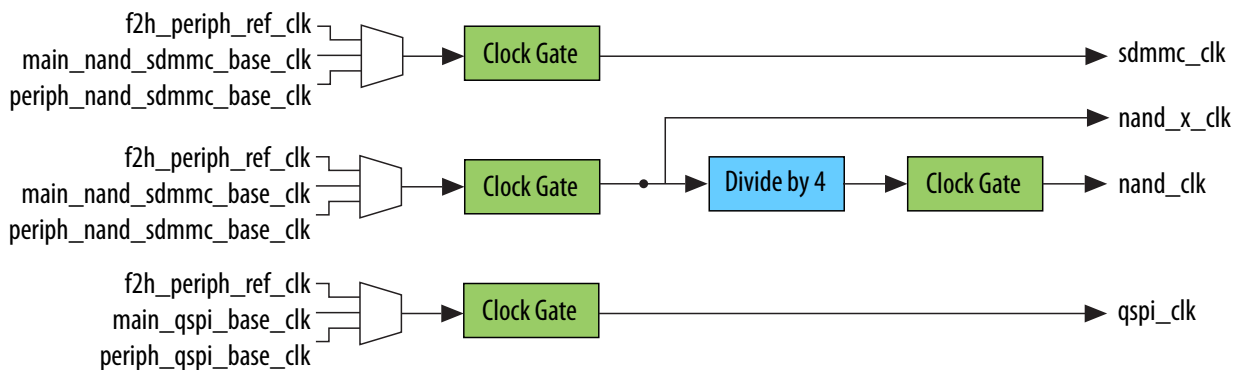 f2h_periph_ref_clk
main_nand_sdmmc_base_clk
periph_nand_sdmmc_base_clk
Clock Gate
sdmmc_clk
nand_x_clk
f2h_periph_ref_clk
main_nand_sdmmc_base_clk
periph_nand_sdmmc_base_clk
Clock Gate
Divide by 4
Clock Gate
nand_clk
f2h_periph_ref_clk
main_qspi_base_clk
periph_qspi_base_clk
Clock Gate
qspi_clk